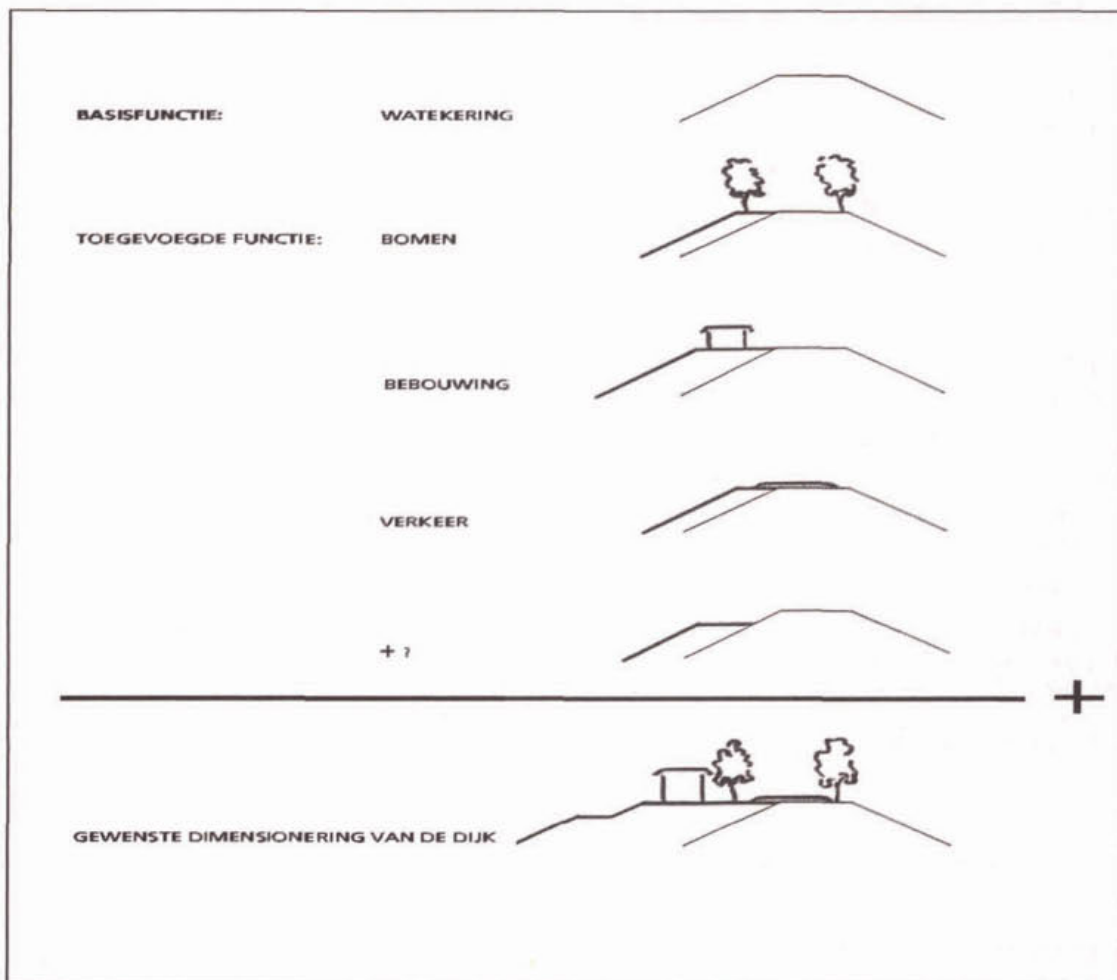 BASISFUNCTIE: WATEKERING
TOEGEVOEGDE FUNCTIE: BOMEN
BEBOUWING
VERKEER
+ ?
+
GEWENSTE DIMENSIONERING VAN DE DIJK